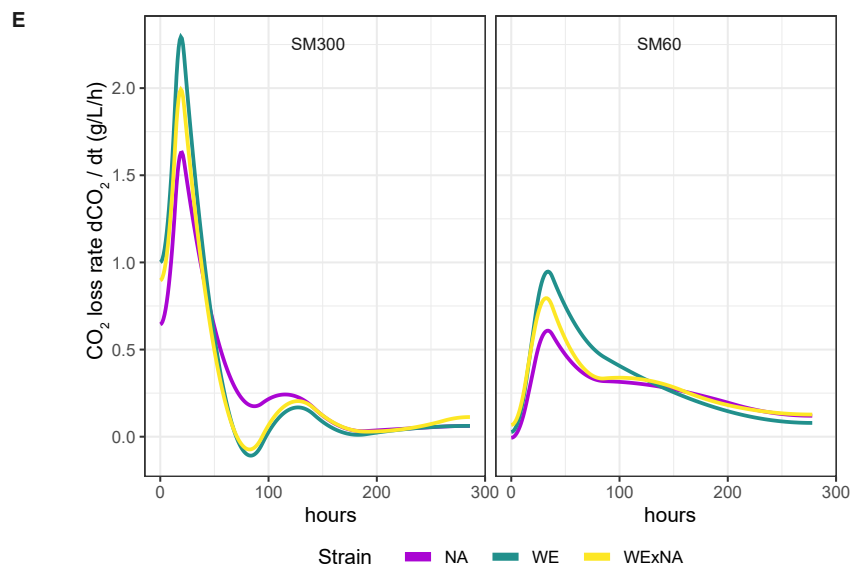 E
SM300
SM60
CO₂ loss rate dCO₂ / dt (g/L/h)
2.0
1.5
1.0
0.5
0.0
0
100
200
300
0
100
200
300
hours
hours
Strain
NA
WE
WExNA